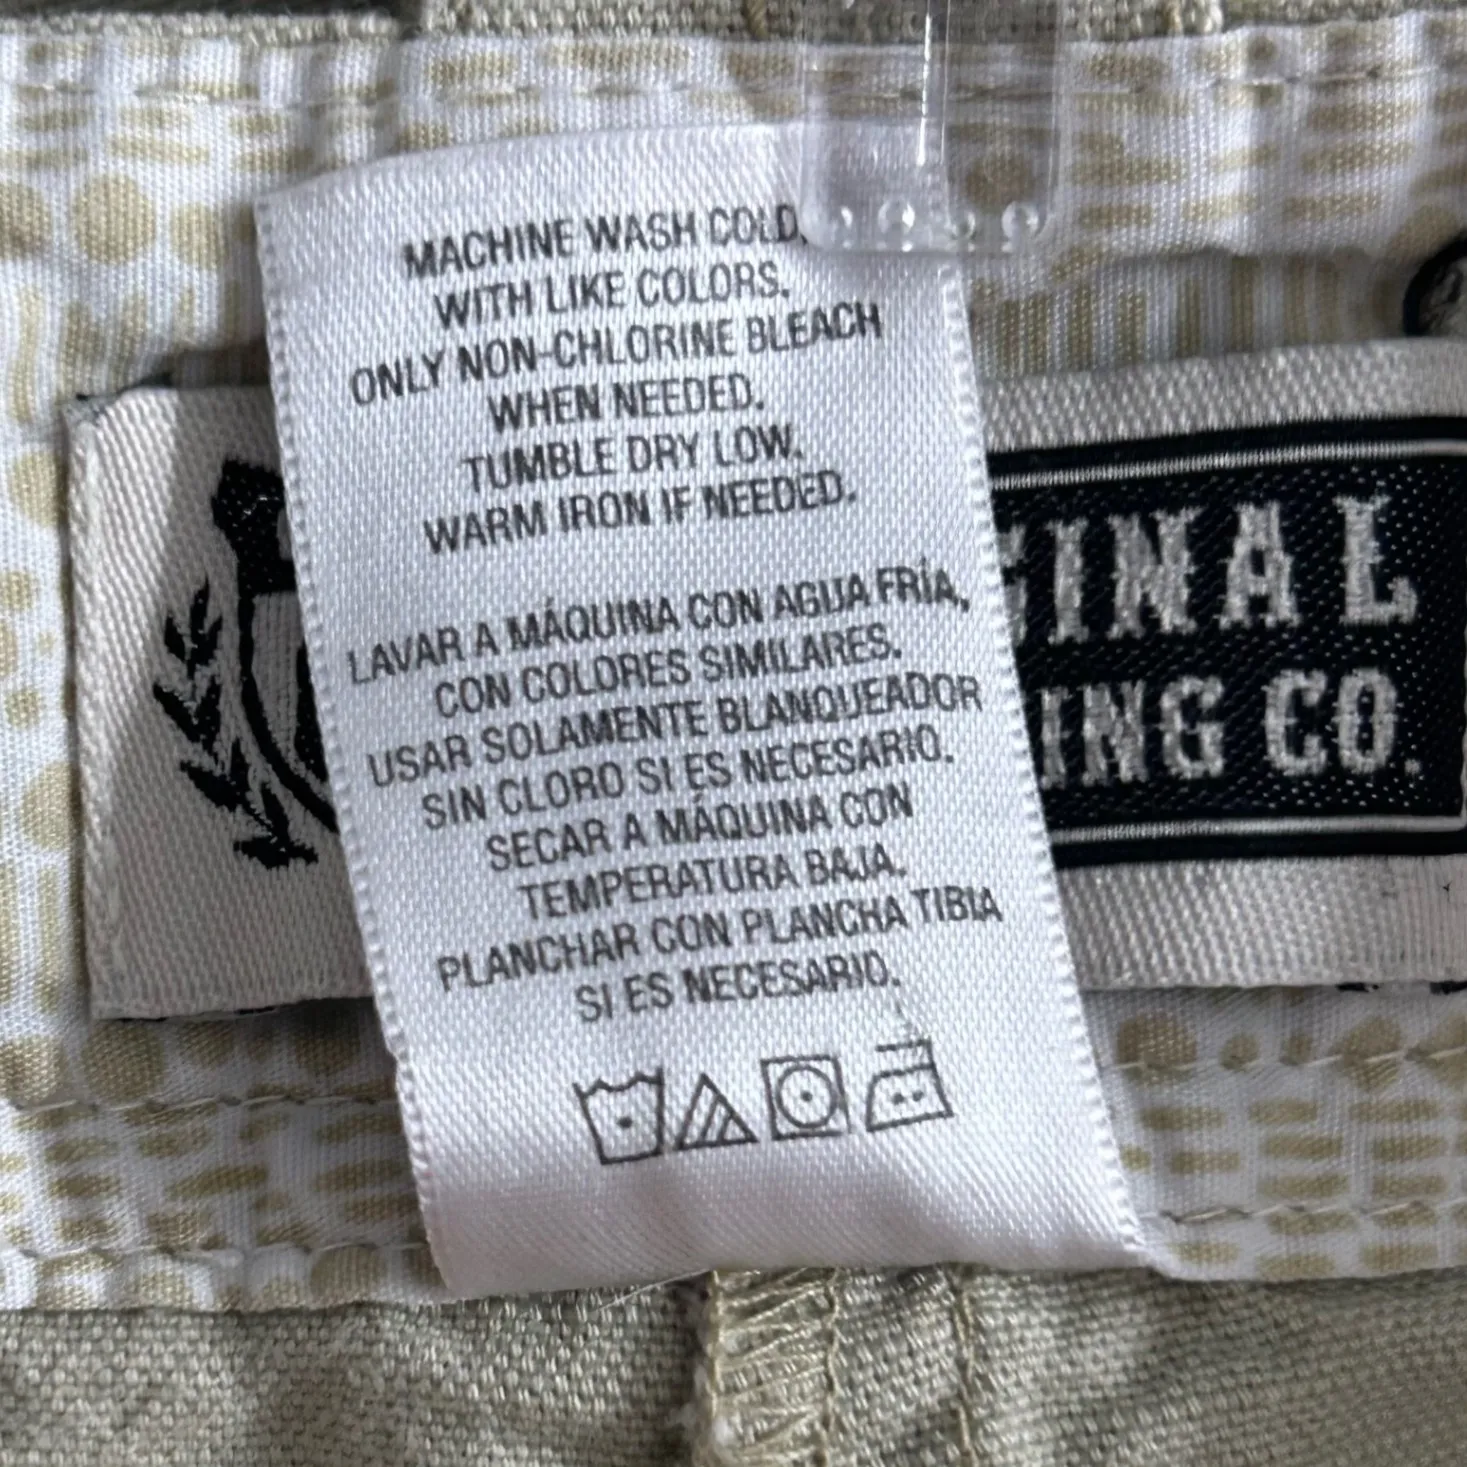 MACHINE WASH COLD,
WITH LIKE COLORS.
ONLY NON-CHLORINE BLEACH
WHEN NEEDED.
TUMBLE DRY LOW.
WARM IRON IF NEEDED.
LAVAR A MÁQUINA CON AGUA FRÍA,
CON COLORES SIMILARES.
USAR SOLAMENTE BLANQUEADOR
SIN CLORO SI ES NECESARIO.
SECAR A MÁQUINA CON
TEMPERATURA BAJA.
PLANCHAR CON PLANCHA TIBIA
SI ES NECESARIO.
CO.